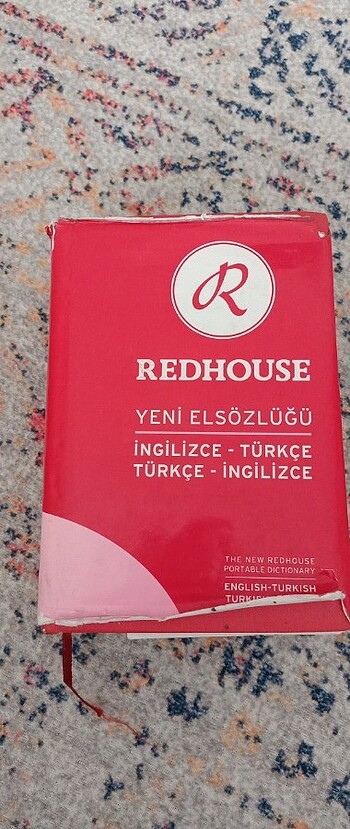 R
REDHOUSE
YENİ ELSÖZLÜĞÜ
İNGİLİZCE - TÜRKÇE
TÜRKÇE - İNGİLİZCE
THE NEW REDHOUSE
PORTABLE DICTIONARY
ENGLISH-TURKISH